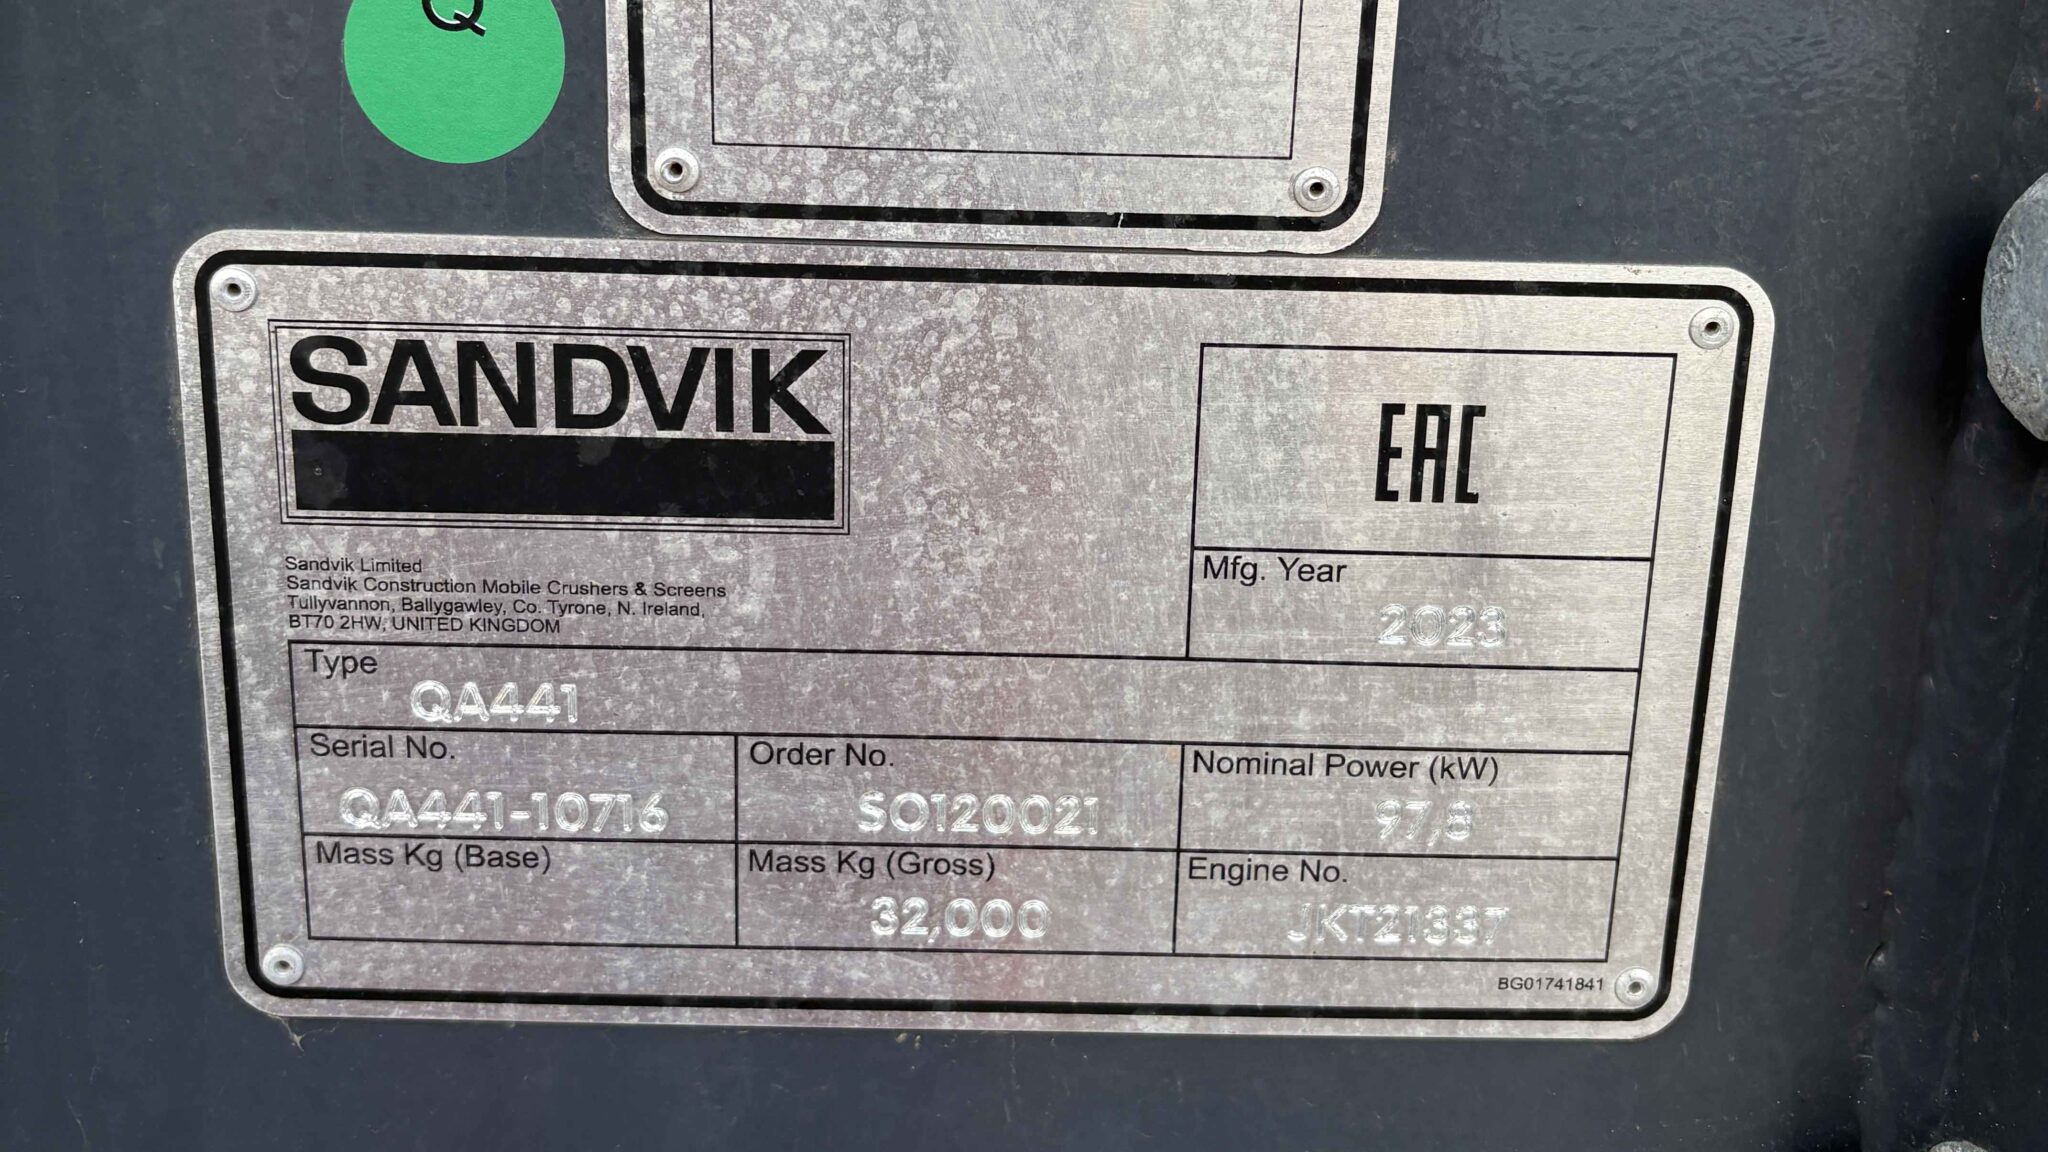 Q
SANDVIK
EAC
Sandvik Limited
Sandvik Construction Mobile Crushers & Screens
Tullyvannon, Ballygawley, Co. Tyrone, N. Ireland,
BT70 2HW, UNITED KINGDOM
Mfg. Year
2023
Type
QA441
Serial No.
QA441-10716
Order No.
SO120021
Nominal Power (kW)
97,8
Mass Kg (Base)
Mass Kg (Gross)
32,000
Engine No.
JKT21337
BG01741841